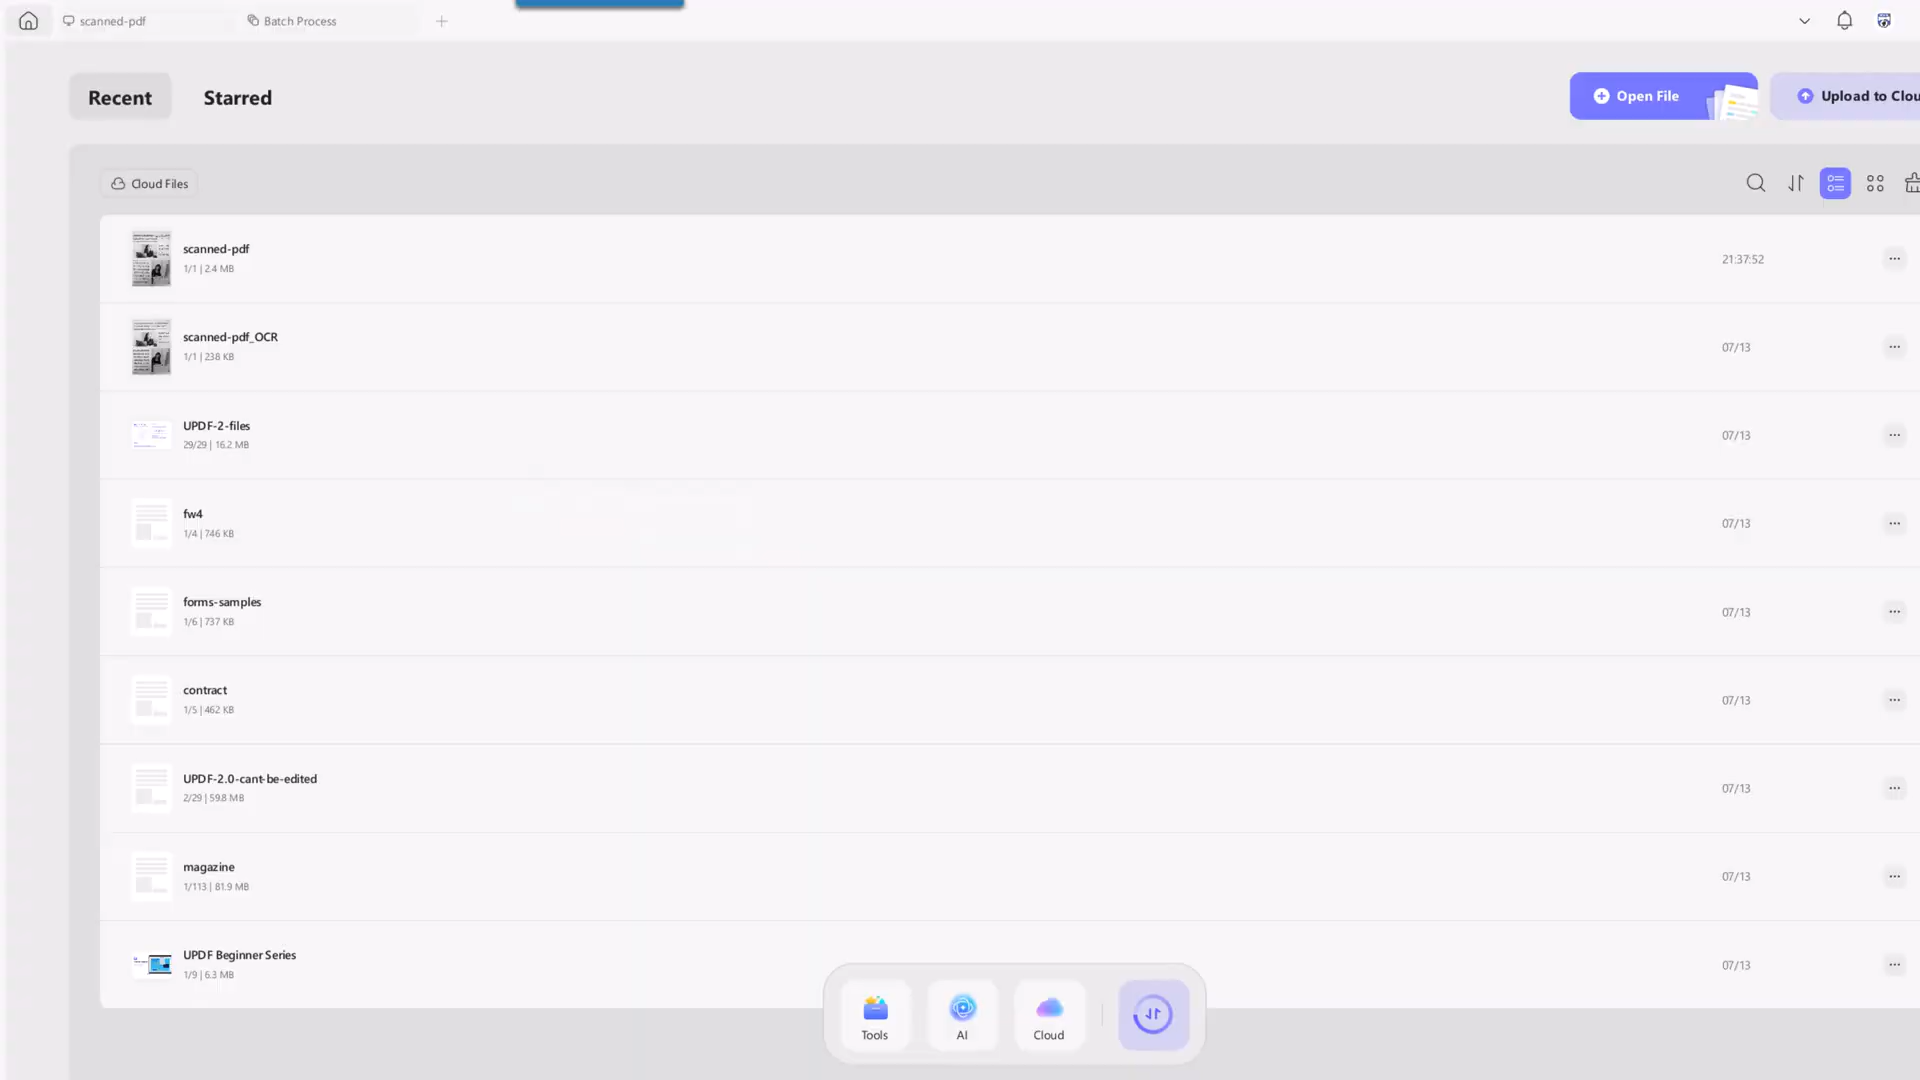 scanned-pdf
Batch Process
Recent
Starred
Open File
Upload to Clou
Cloud Files
scanned-pdf
1/1 | 2.4 MB
21:37:52
scanned-pdf_OCR
1/1 | 238 KB
07/13
UPDF-2-files
29/29 | 16.2 MB
07/13
fw4
1/4 | 746 KB
07/13
forms-samples
1/6 | 737 KB
07/13
contract
1/5 | 462 KB
07/13
UPDF-2.0-cant-be-edited
2/29 | 59.8 MB
07/13
magazine
1/113 | 81.9 MB
07/13
UPDF Beginner Series
1/9 | 6.3 MB
07/13
Tools
AI
Cloud